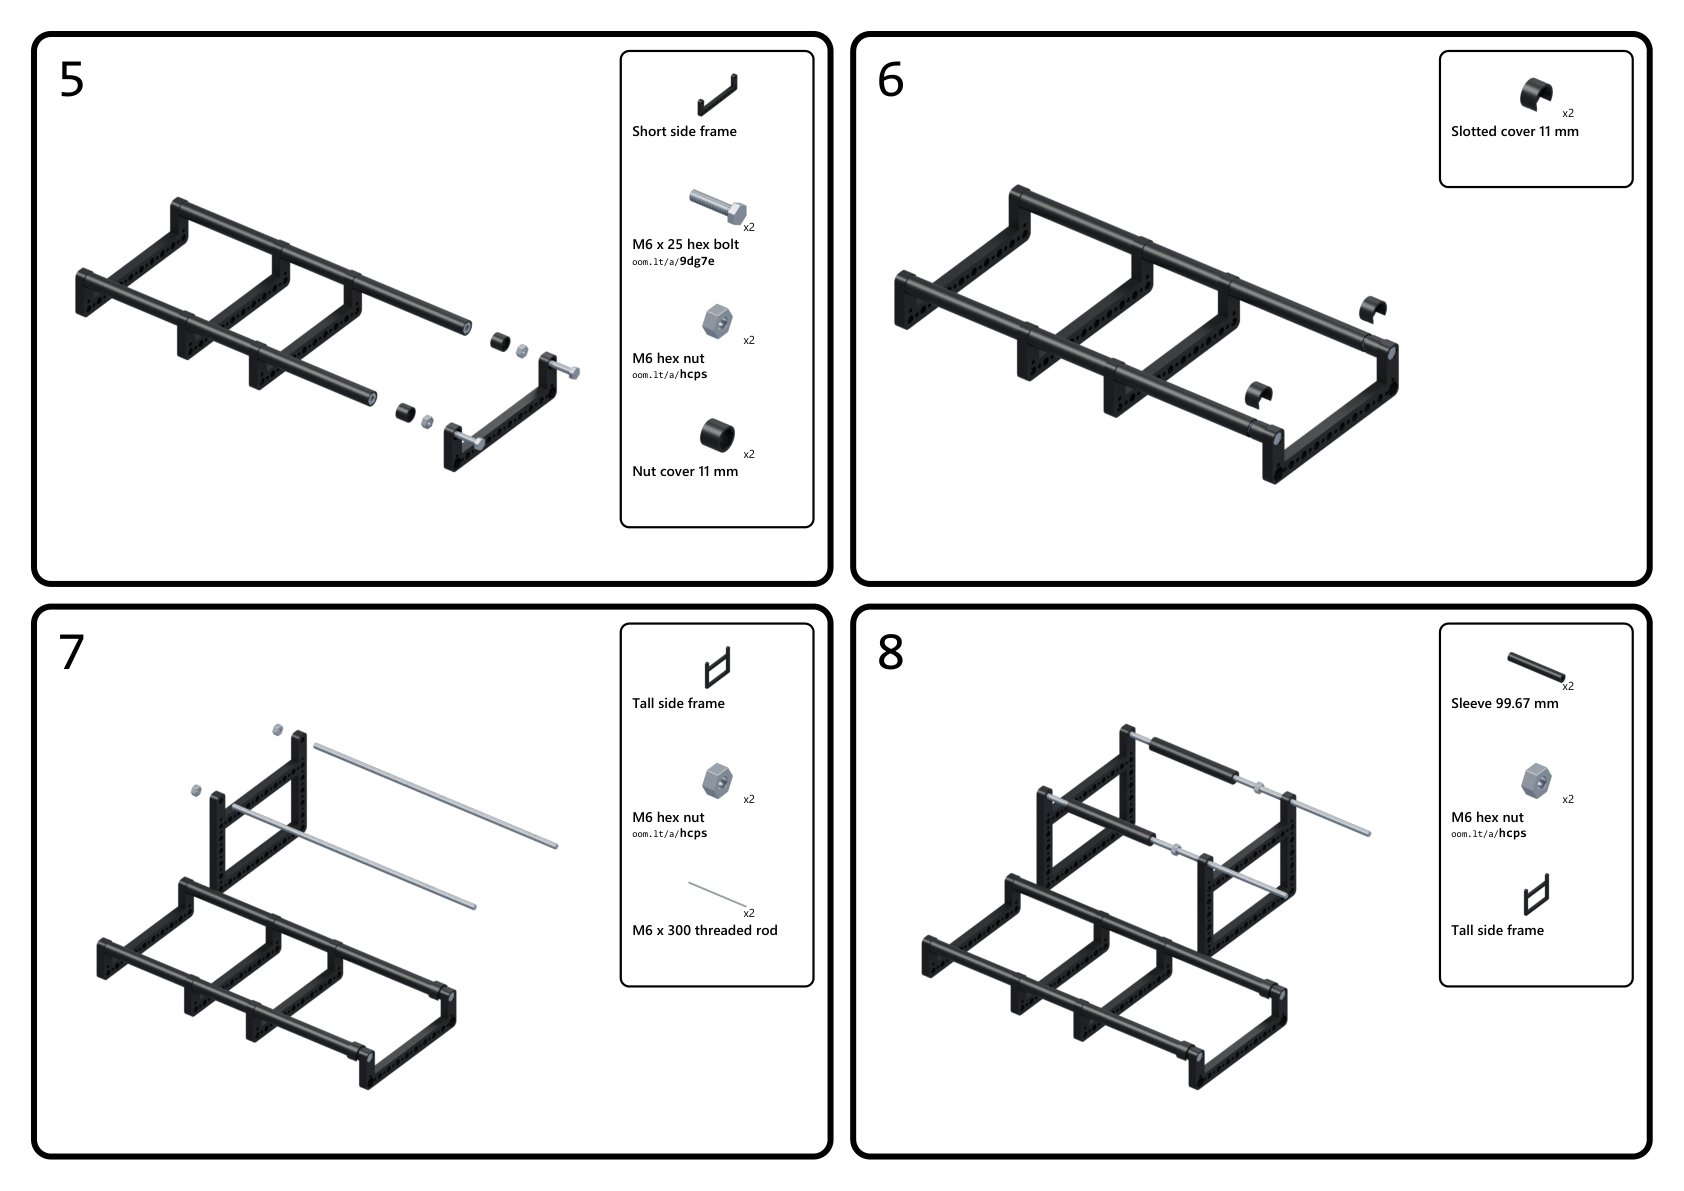 5
Short side frame
x2
M6 x 25 hex bolt
oom.lt/a/9dg7e
x2
M6 hex nut
oom.lt/a/hcps
x2
Nut cover 11 mm
6
x2
Slotted cover 11 mm
7
Tall side frame
x2
M6 hex nut
oom.lt/a/hcps
x2
M6 x 300 threaded rod
8
x2
Sleeve 99.67 mm
x2
M6 hex nut
oom.lt/a/hcps
Tall side frame